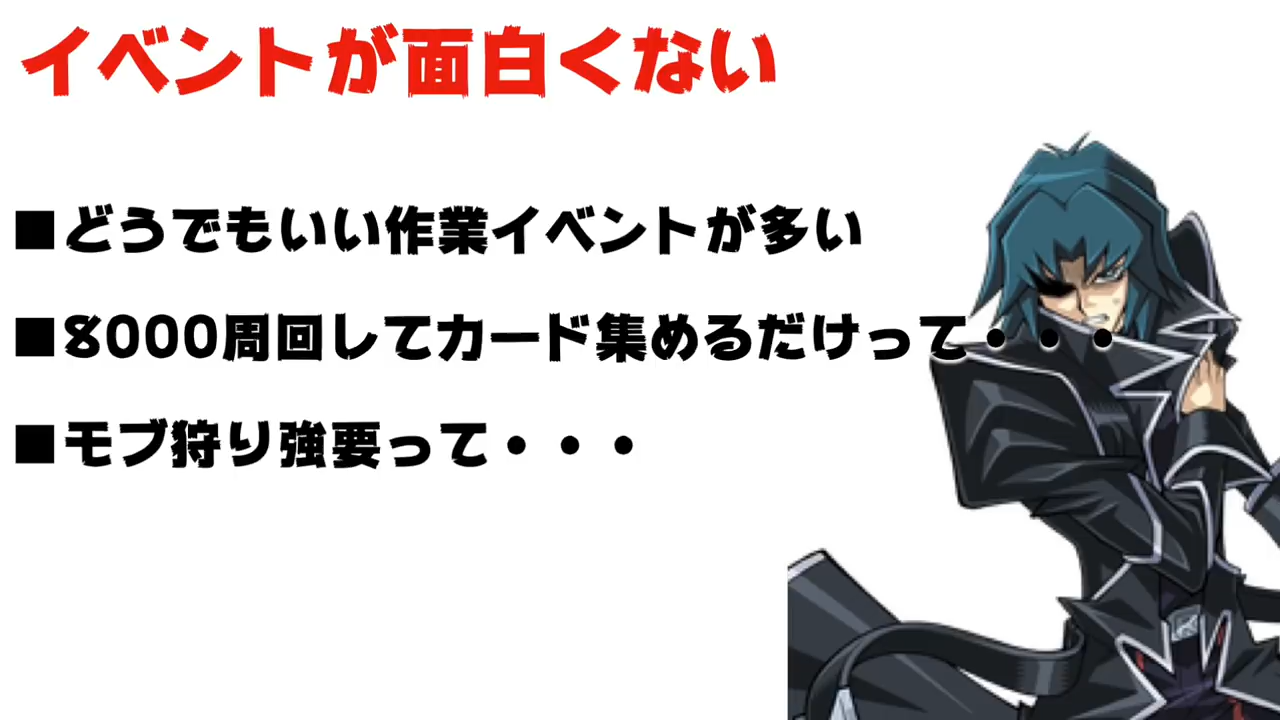 イベントが面白くない
■どうでもいい作業イベントが多い
■8000周回してカード集めるだけって・・・
■モブ狩り強要って・・・